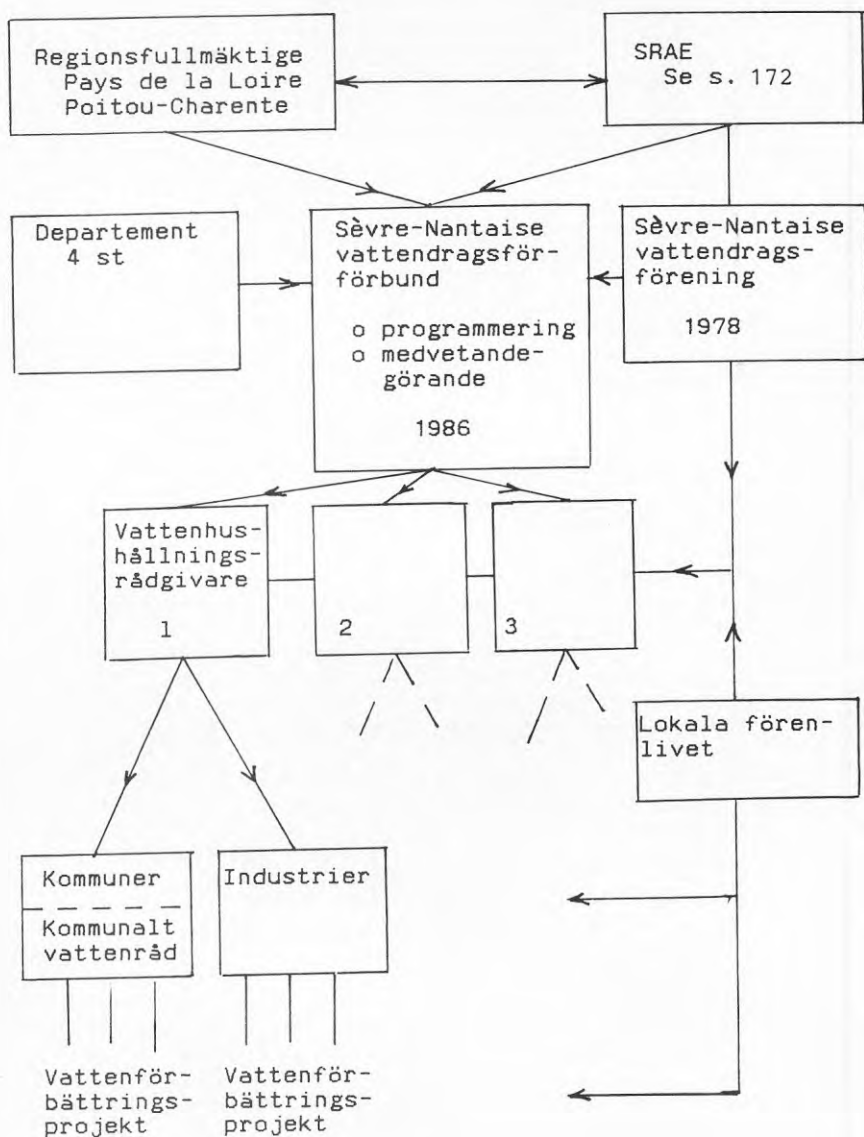 Regionsfullmäktige
Pays de la Loire
Poitou-Charente
SRAE
Se s. 172
Departement
4 st
Sèvre-Nantaise
vattendragsför-
förbund
o programmering
o medvetande-
görande
1986
Sèvre-Nantaise
vattendrags-
förening
1978
Vattenhus-
hållnings-
rådgivare
1
2
3
Lokala fören-
livet
Kommuner
Kommunalt
vattenråd
Industrier
Vattenför-
bättrings-
projekt
Vattenför-
bättrings-
projekt